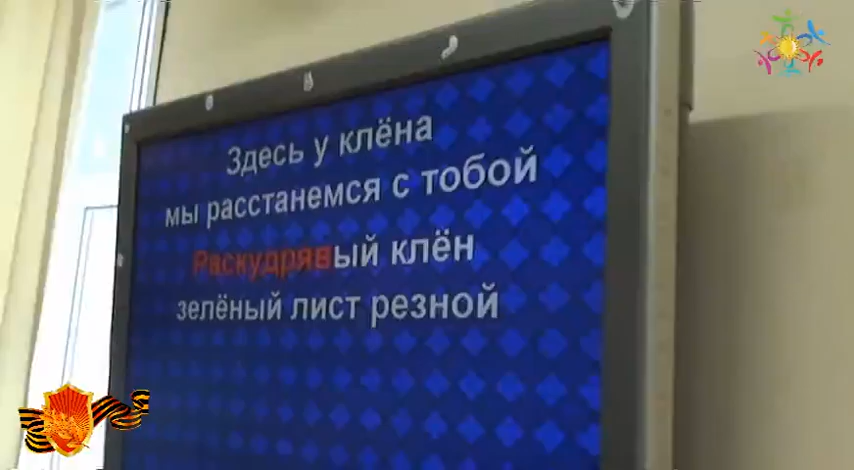 Здесь у клёна
мы расстанемся с тобой
Раскудрявый клён
зелёный лист резной